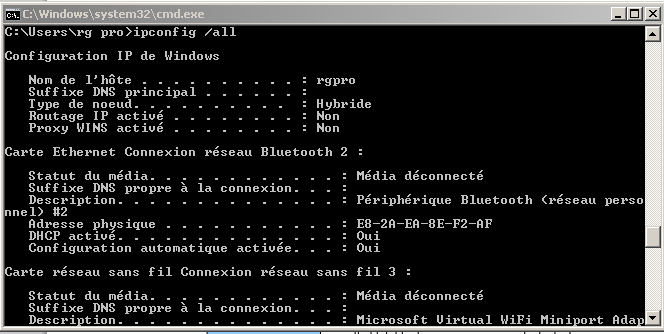 C:\Windows\system32\cmd.exe
C:\Users\rg pro>ipconfig /all
Configuration IP de Windows
Nom de l'hôte . . . . . . . . . . : rgpro
Suffixe DNS principal . . . . . . :
Type de noeud. . . . . . . . . . : Hybride
Routage IP activé . . . . . . . . : Non
Proxy WINS activé . . . . . . . . : Non
Carte Ethernet Connexion réseau Bluetooth 2 :
Statut du média. . . . . . . . . . . . : Média déconnecté
Suffixe DNS propre à la connexion. . . :
Description. . . . . . . . . . . . . . : Périphérique Bluetooth (réseau perso
nnel) #2
Adresse physique . . . . . . . . . . . : E8-2A-EA-8E-F2-AF
DHCP activé. . . . . . . . . . . . . . : Oui
Configuration automatique activée. . . : Oui
Carte réseau sans fil Connexion réseau sans fil 3 :
Statut du média. . . . . . . . . . . . : Média déconnecté
Suffixe DNS propre à la connexion. . . :
Description. . . . . . . . . . . . . . : Microsoft Virtual WiFi Miniport Adap